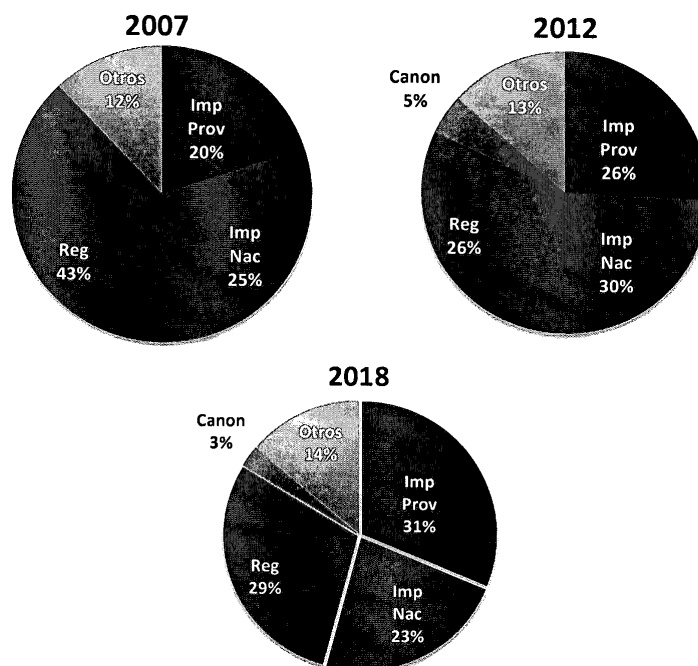 2007
Otros
12%
Imp
Prov
20%
Imp
Nac
25%
Reg
43%
2012
Canon
5%
Otros
13%
Imp
Prov
26%
Imp
Nac
30%
Reg
26%
2018
Canon
3%
Otros
14%
Imp
Prov
31%
Imp
Nac
23%
Reg
29%